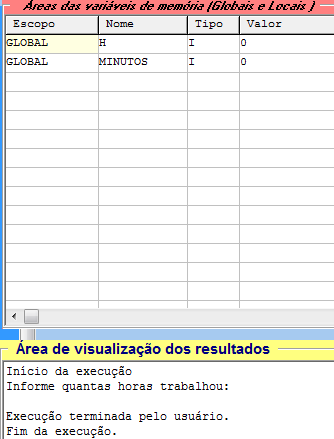 Áreas das variáveis de memória (Globais e Locais )
Escopo Nome Tipo Valor
GLOBAL H I 0
GLOBAL MINUTOS I 0
Área de visualização dos resultados
Início da execução
Informe quantas horas trabalhou:
Execução terminada pelo usuário.
Fim da execução.